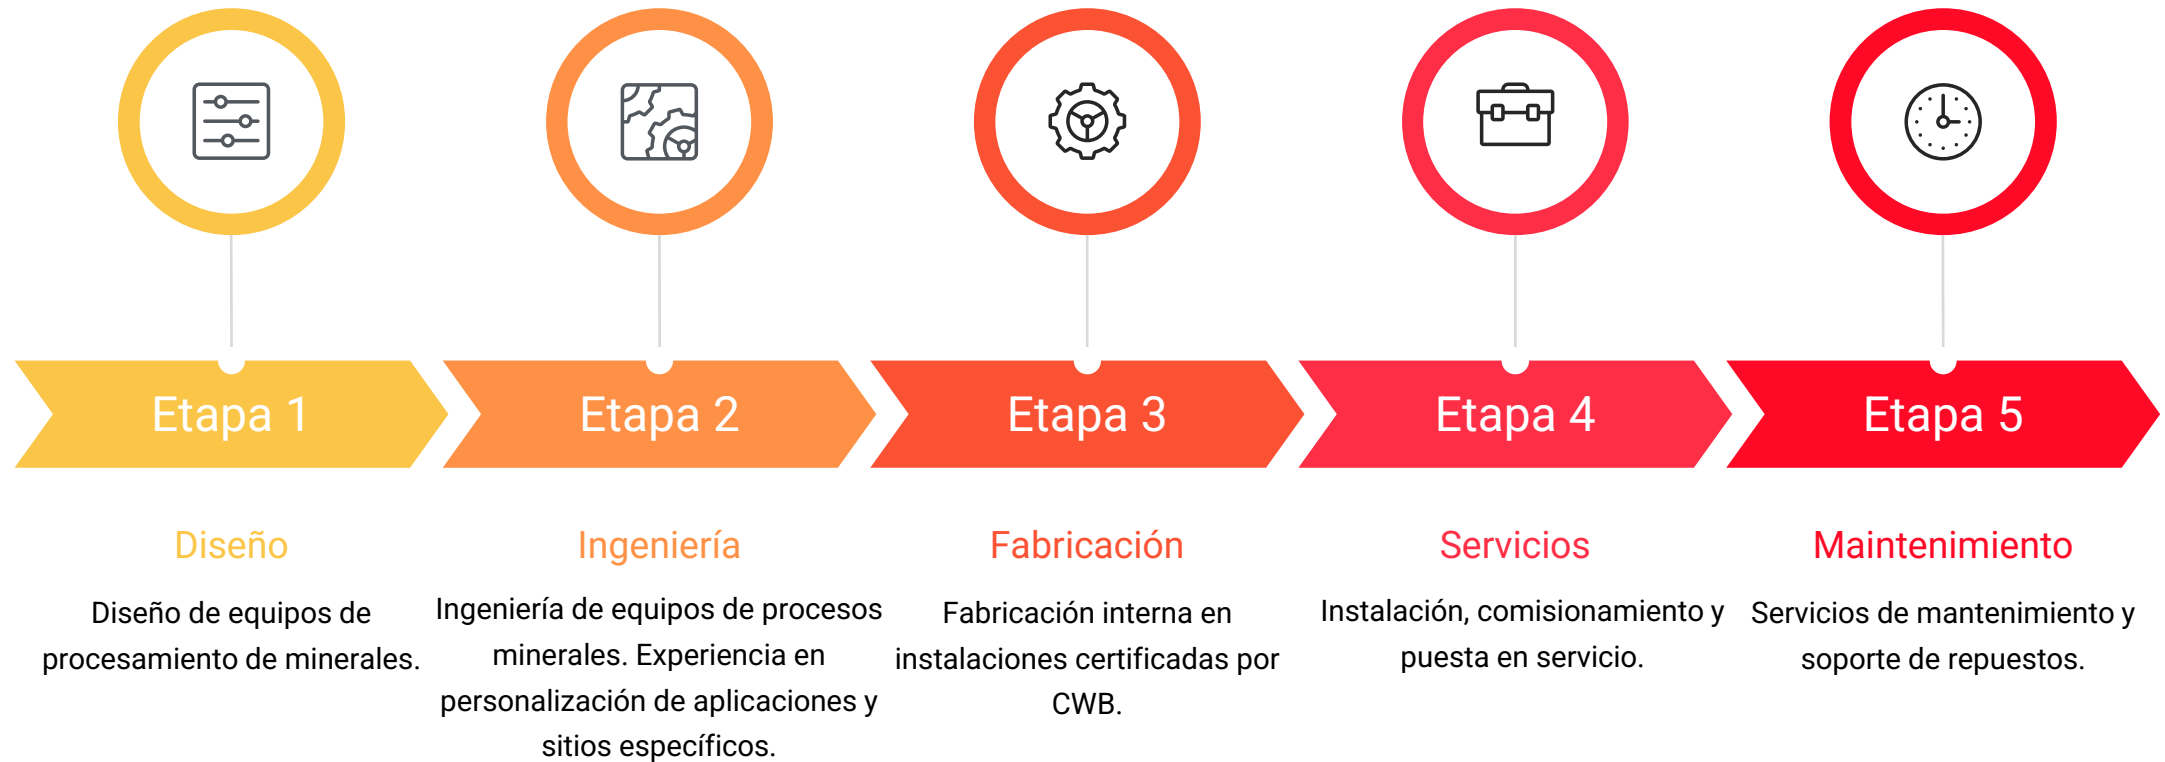 Etapa 1
Etapa 2
Etapa 3
Etapa 4
Etapa 5
Diseño
Diseño de equipos de
procesamiento de minerales.
Ingeniería
Ingeniería de equipos de procesos
minerales. Experiencia en
personalización de aplicaciones y
sitios específicos.
Fabricación
Fabricación interna en
instalaciones certificadas por
CWB.
Servicios
Instalación, comisionamiento y
puesta en servicio.
Maintenimiento
Servicios de mantenimiento y
soporte de repuestos.